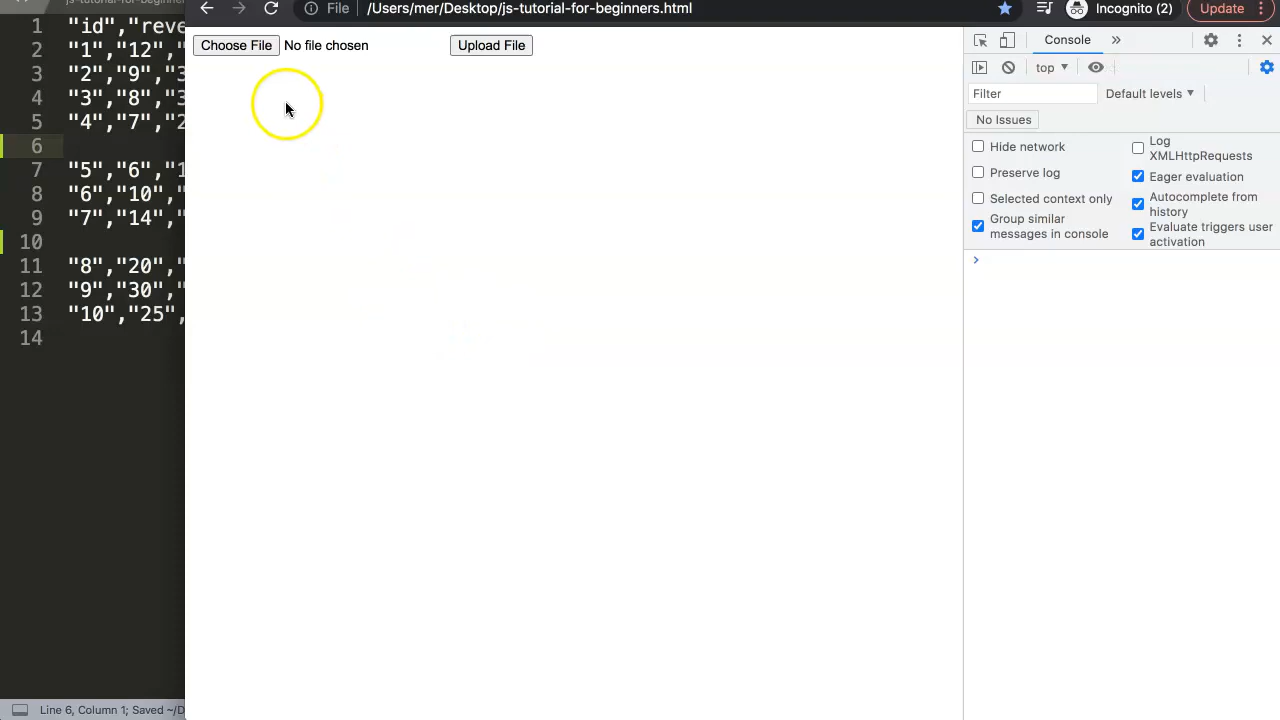 js-tutorial-for-beginners
1 "id","reve
2 "1","12","
3 "2","9","3
4 "3","8","3
5 "4","7","2
6
7 "5","6","1
8 "6","10","
9 "7","14","
10
11 "8","20","
12 "9","30","
13 "10","25",
14
Line 6, Column 1; Saved ~/D
File /Users/mer/Desktop/js-tutorial-for-beginners.html
Incognito (2)
Update
Choose File No file chosen
Upload File
Console »
top
Filter
Default levels
No Issues
Hide network
Log
XMLHttpRequests
Preserve log
Eager evaluation
Selected context only
Autocomplete from
history
Group similar
messages in console
Evaluate triggers user
activation